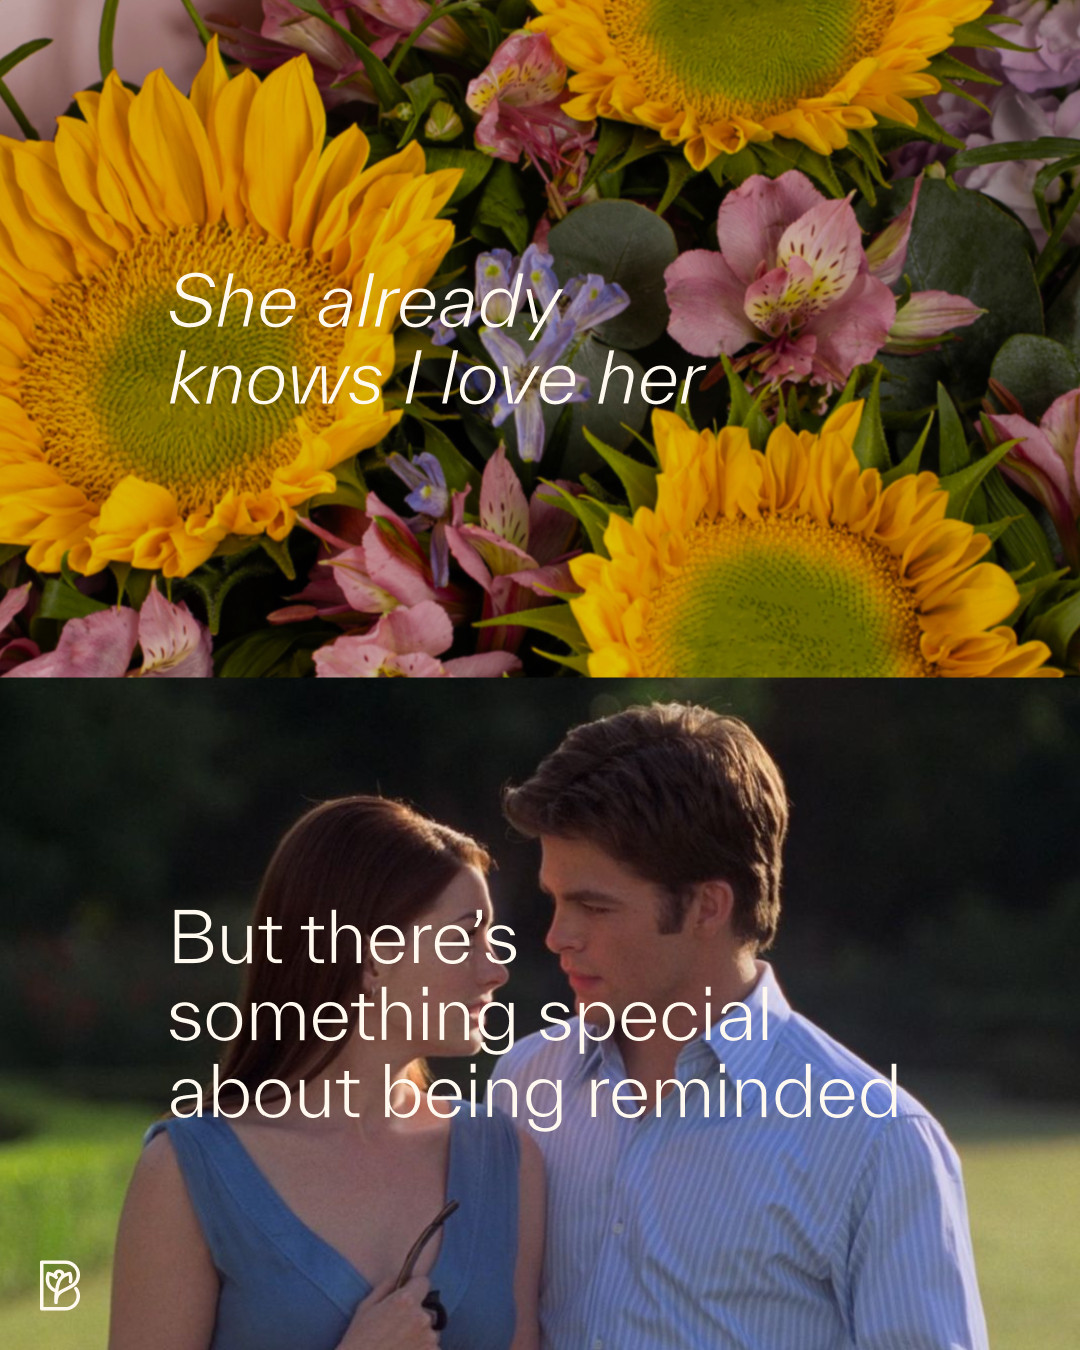 She already
knows I love her
But there's
something special
about being reminded
B